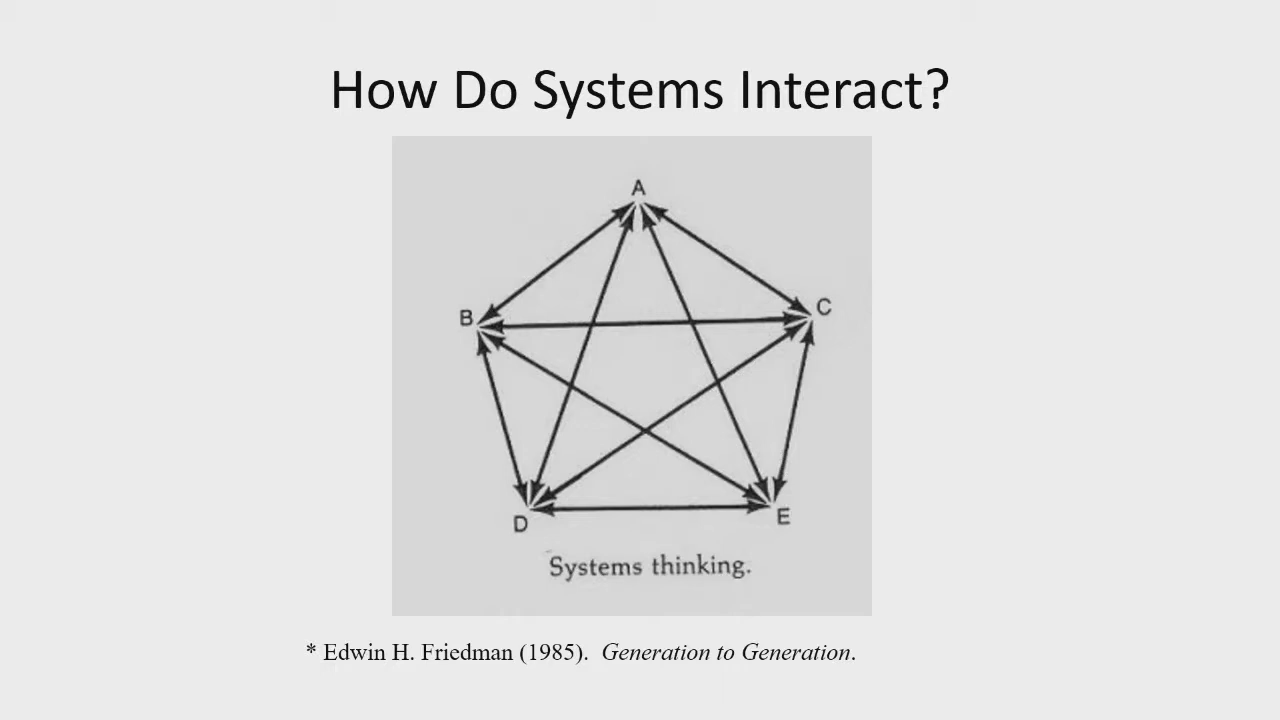 How Do Systems Interact?
A
B
C
D
E
Systems thinking.
* Edwin H. Friedman (1985).  Generation to Generation.